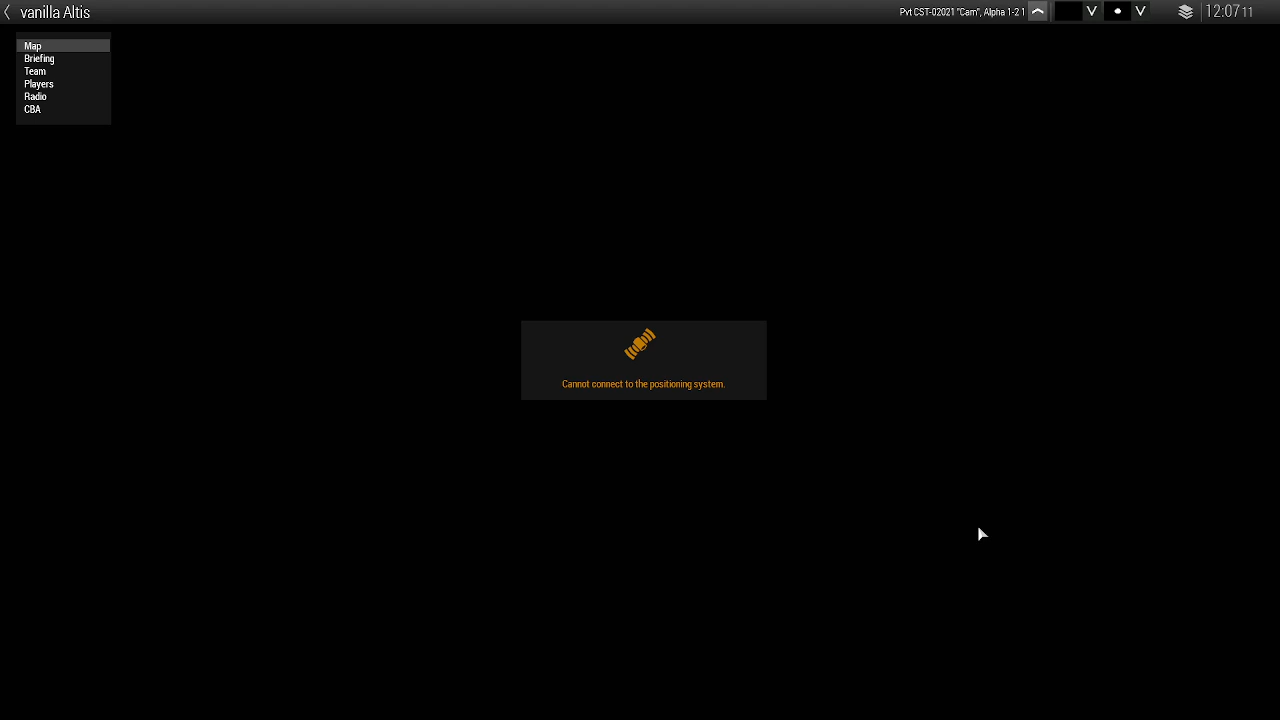 vanilla Altis
Pvt CST-02021 "Cam", Alpha 1-2 1
12:07 11
Map
Briefing
Team
Players
Radio
CBA
Cannot connect to the positioning system.